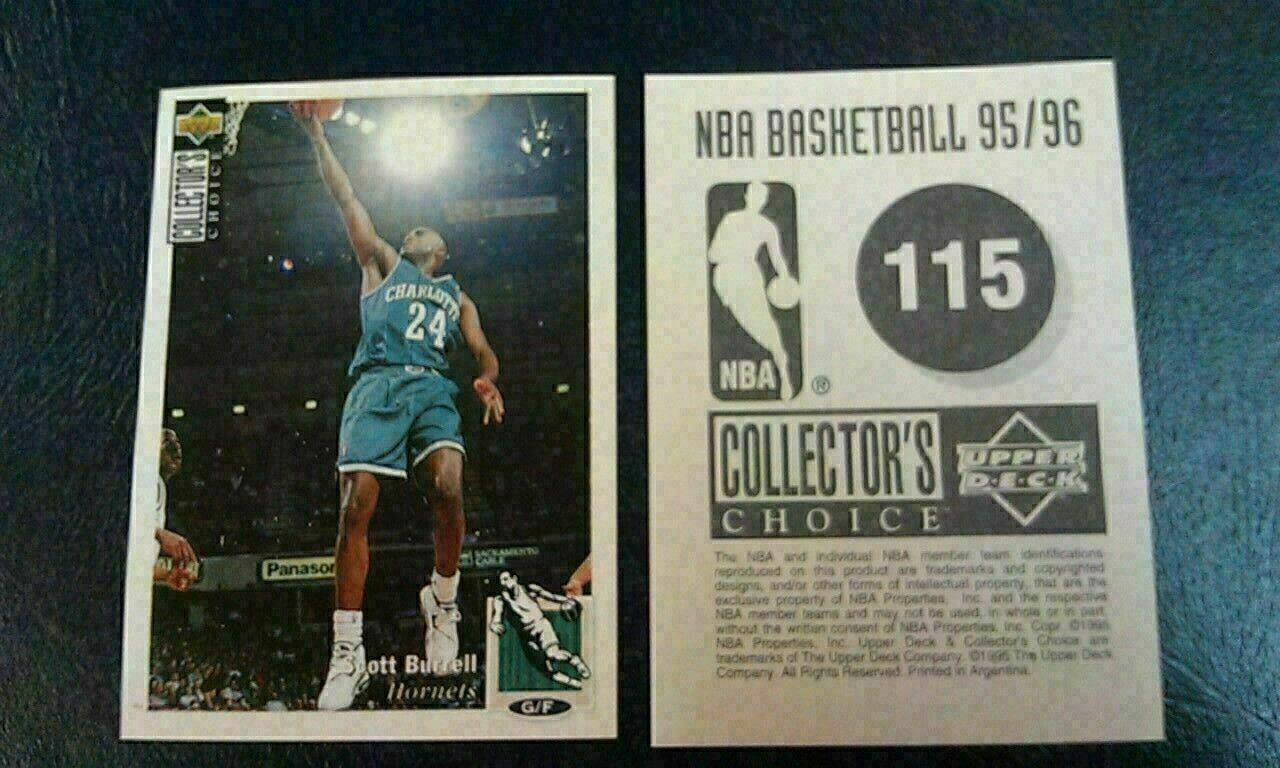 COLLECTOR'S
CHOICE
CHARLOTTE
24
Panason
SACRAMENTO
Scott Burrell
Hornets
G/F
NBA BASKETBALL 95/96
NBA
®
115
COLLECTOR'S
CHOICE
UPPER
D·E·C·K
The NBA and individual NBA member team identifications
reproduced on this product are trademarks and copyrighted
designs, and/or other forms of intellectual property, that are the
exclusive property of NBA Properties, Inc. and the respective
NBA member teams and may not be used, in whole or in part,
without the written consent of NBA Properties, Inc. Copr. ©1995
NBA Properties, Inc. Upper Deck & Collector's Choice are
trademarks of The Upper Deck Company. ©1995 The Upper Deck
Company. All Rights Reserved. Printed in Argentina.